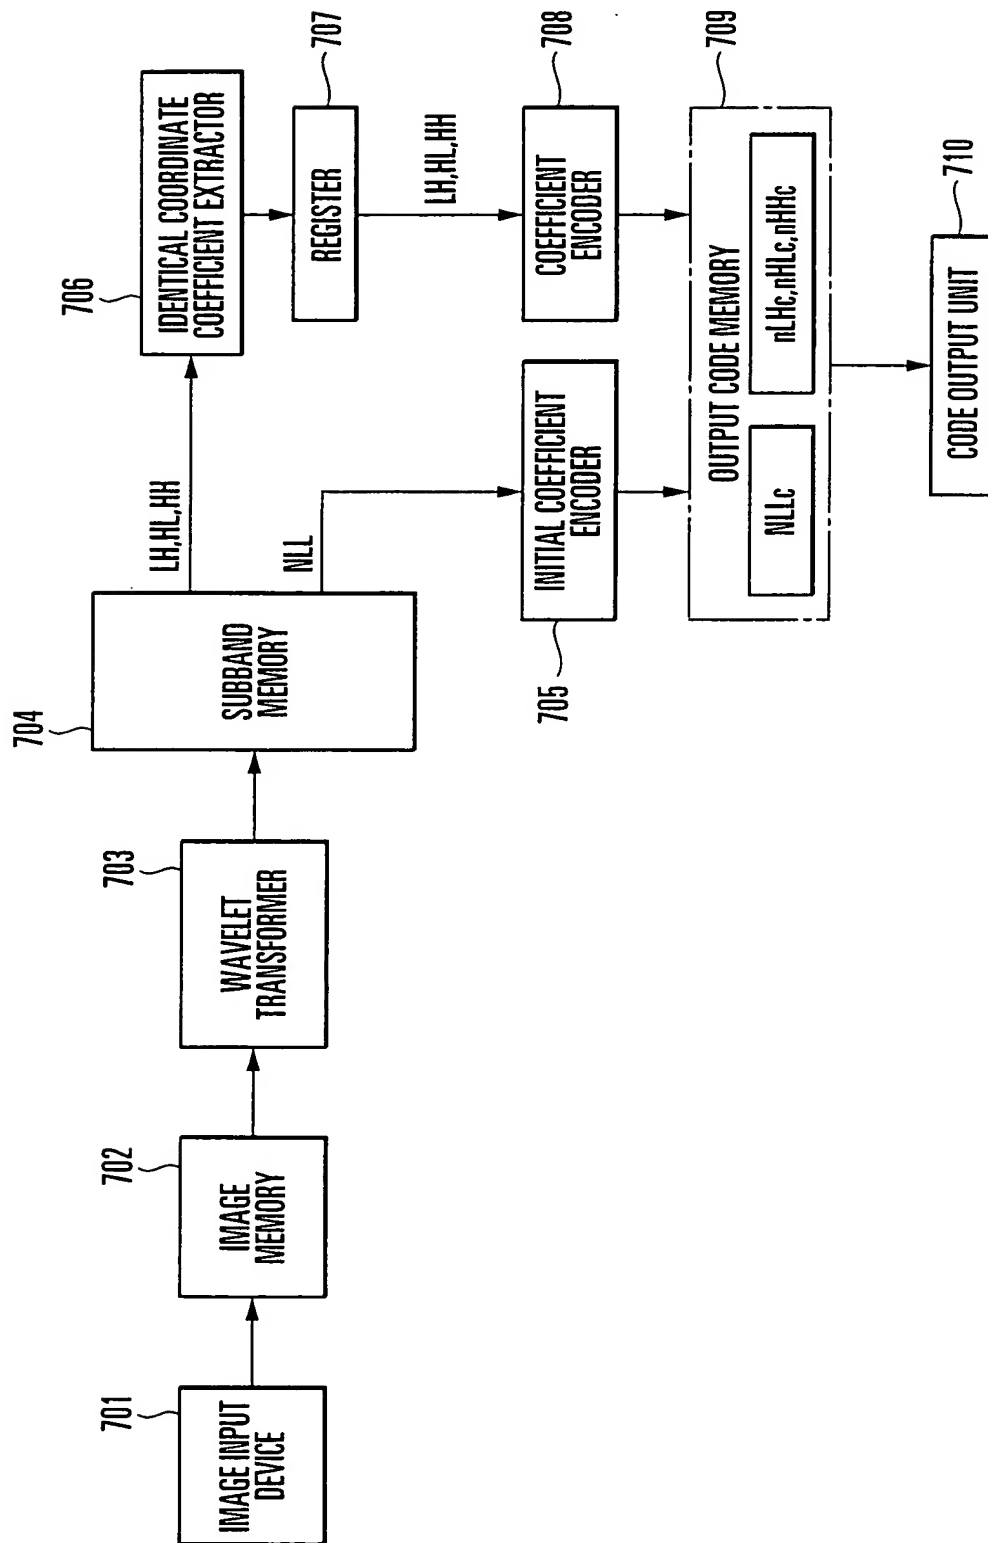 701
IMAGE INPUT
DEVICE
702
IMAGE
MEMORY
703
WAVELET
TRANSFORMER
704
SUBBAND
MEMORY
LH,HL,HH
NLL
706
IDENTICAL COORDINATE
COEFFICIENT EXTRACTOR
707
REGISTER
LH,HL,HH
705
INITIAL COEFFICIENT
ENCODER
708
COEFFICIENT
ENCODER
709
OUTPUT CODE MEMORY
NLLc
nLHc,nHLc,nHHc
710
CODE OUTPUT UNIT